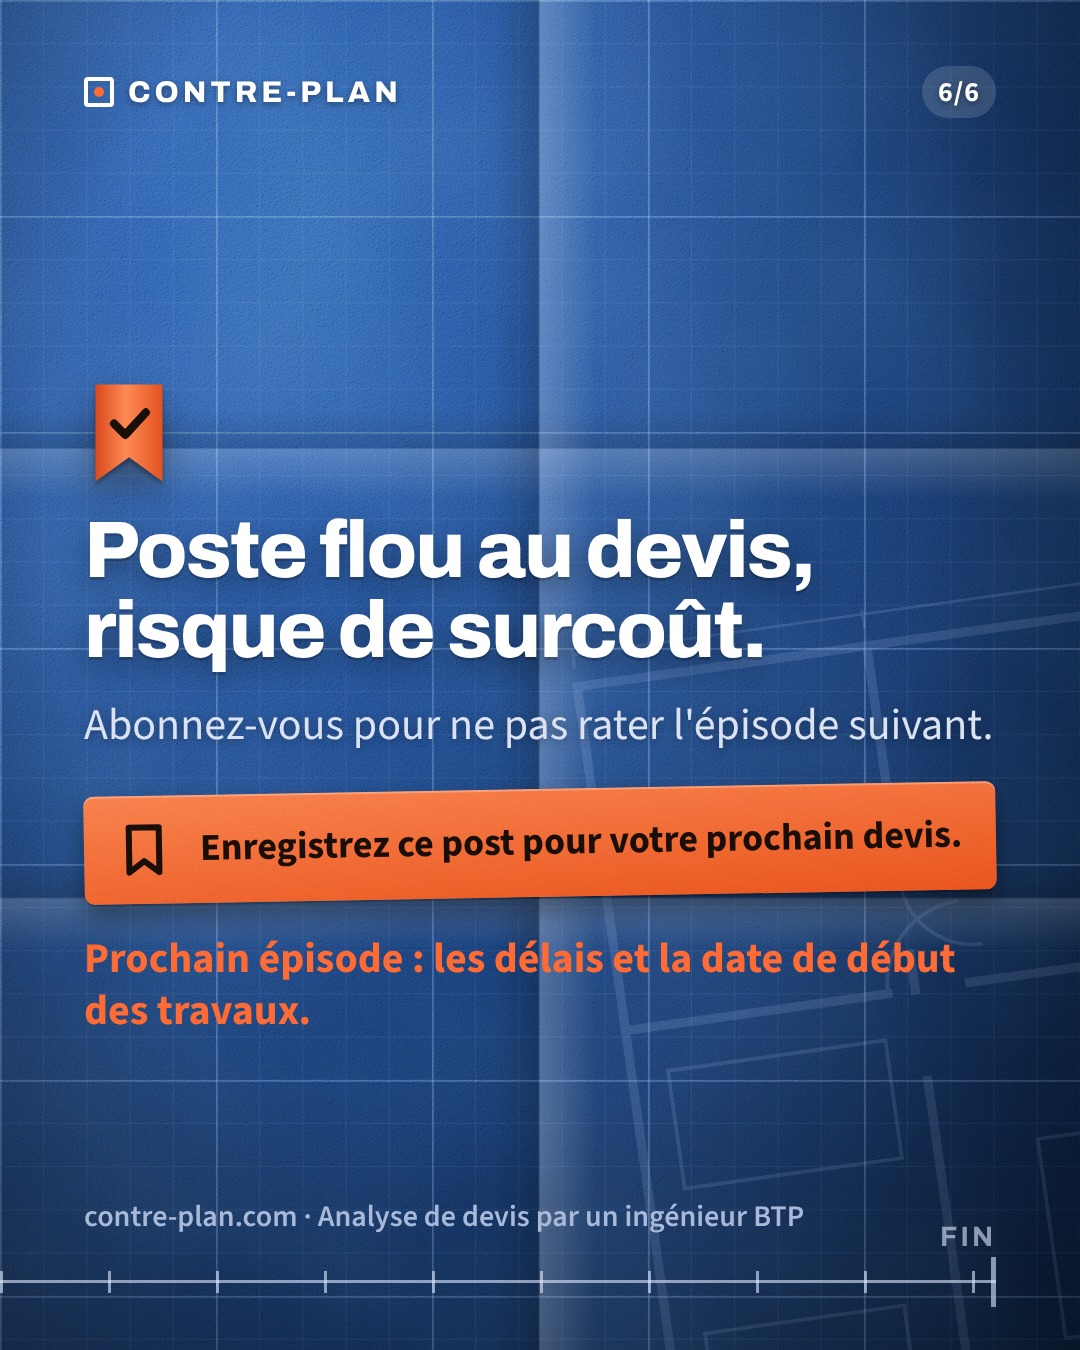 CONTRE-PLAN
6/6
Poste flou au devis,
risque de surcoût.
Abonnez-vous pour ne pas rater l'épisode suivant.
Enregistrez ce post pour votre prochain devis.
Prochain épisode : les délais et la date de début
des travaux.
contre-plan.com · Analyse de devis par un ingénieur BTP
FIN